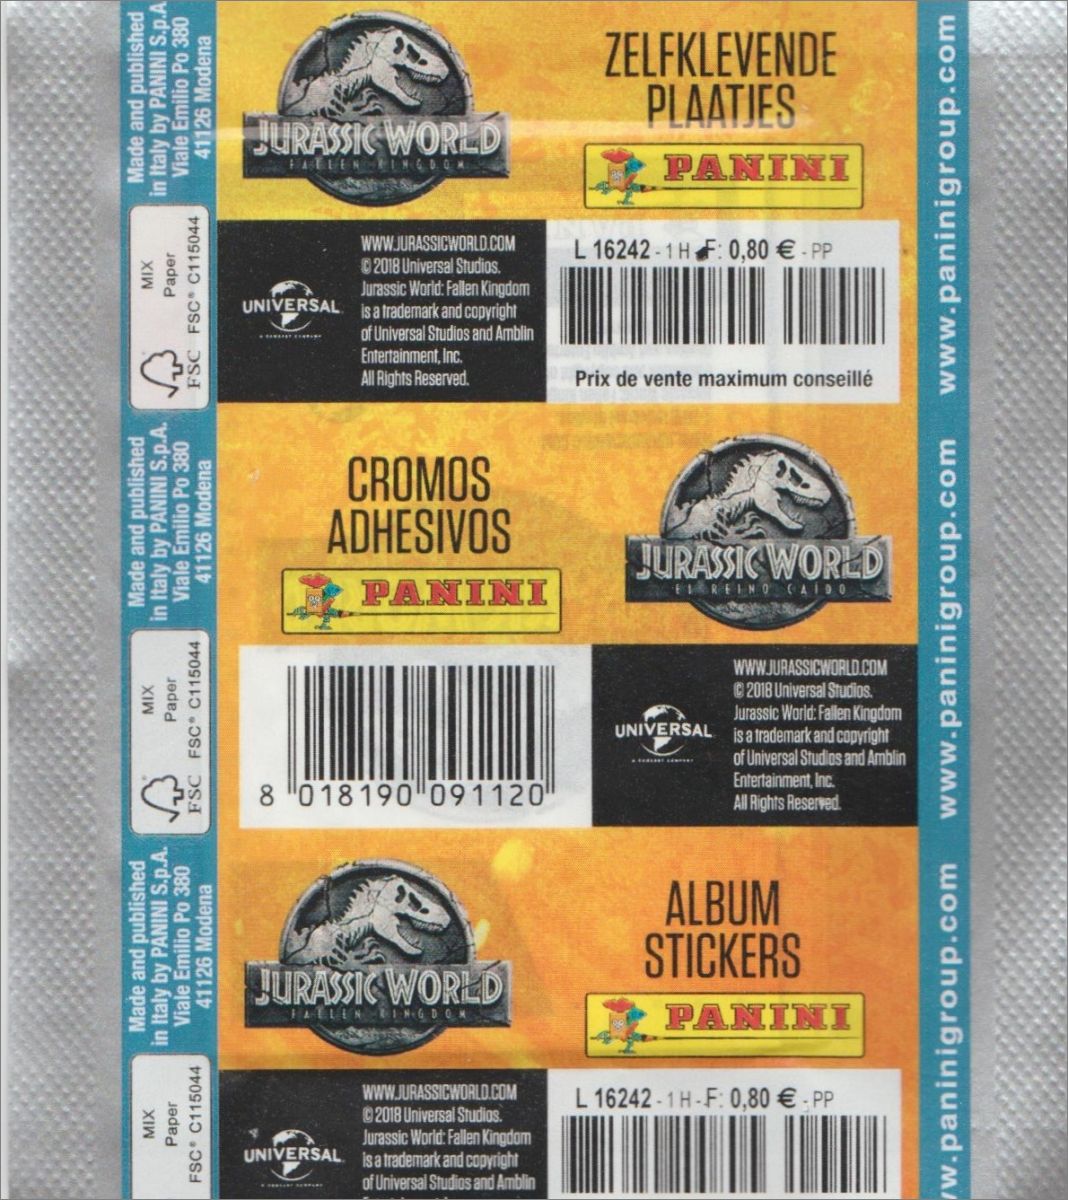 Made and published
in Italy by PANINI S.p.A.
Viale Emilio Po 380
41126 Modena
JURASSIC WORLD
FALLEN KINGDOM
ZELFKLEVENDE
PLAATJES
PANINI
www.paninigroup.com
MIX
Paper
FSC® C115044
FSC
UNIVERSAL
A COMCAST COMPANY
WWW.JURASSICWORLD.COM
© 2018 Universal Studios.
Jurassic World: Fallen Kingdom
is a trademark and copyright
of Universal Studios and Amblin
Entertainment, Inc.
All Rights Reserved.
L 16242 - 1 H - F: 0,80 € - PP
Prix de vente maximum conseillé
Made and published
in Italy by PANINI S.p.A.
Viale Emilio Po 380
41126 Modena
CROMOS
ADHESIVOS
PANINI
JURASSIC WORLD
EL REINO CAIDO
www.paninigroup.com
MIX
Paper
FSC® C115044
FSC
8 018190 091120
UNIVERSAL
A COMCAST COMPANY
WWW.JURASSICWORLD.COM
© 2018 Universal Studios.
Jurassic World: Fallen Kingdom
is a trademark and copyright
of Universal Studios and Amblin
Entertainment, Inc.
All Rights Reserved.
Made and published
in Italy by PANINI S.p.A.
Viale Emilio Po 380
41126 Modena
JURASSIC WORLD
FALLEN KINGDOM
ALBUM
STICKERS
PANINI
w.paninigroup.com
MIX
Paper
FSC® C115044
UNIVERSAL
A COMCAST COMPANY
WWW.JURASSICWORLD.COM
© 2018 Universal Studios.
Jurassic World: Fallen Kingdom
is a trademark and copyright
of Universal Studios and Amblin
L 16242 - 1 H - F: 0,80 € - PP